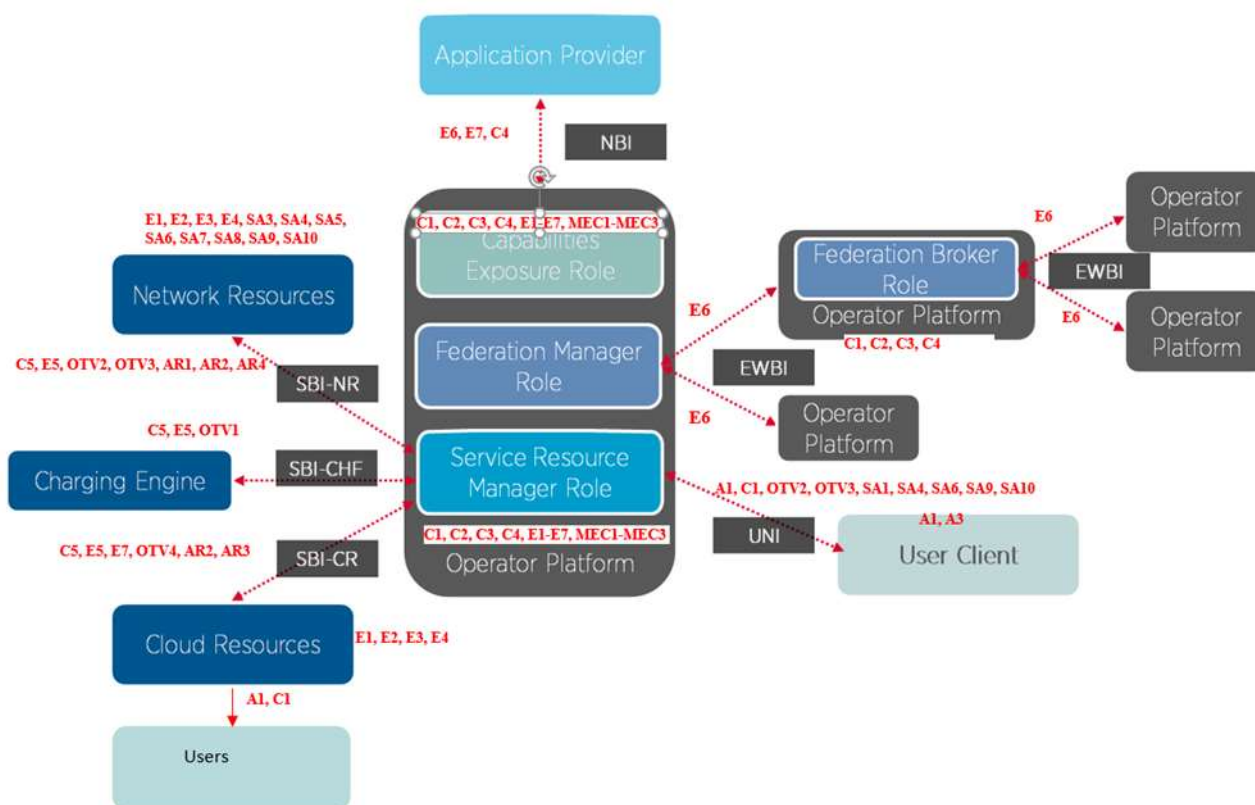 Application Provider
E6, E7, C4
NBI
E1, E2, E3, E4, SA3, SA4, SA5,
SA6, SA7, SA8, SA9, SA10
Network Resources
C5, E5, OTV2, OTV3, AR1, AR2, AR4
SBI-NR
C5, E5, OTV1
Charging Engine
SBI-CHF
C5, E5, E7, OTV4, AR2, AR3
SBI-CR
Cloud Resources
E1, E2, E3, E4
A1, C1
Users
C1, C2, C3, C4, E1-E7, MEC1-MEC3
Capabilities
Exposure Role
Federation Manager
Role
Service Resource
Manager Role
C1, C2, C3, C4, E1-E7, MEC1-MEC3
Operator Platform
E6
EWBI
E6
Federation Broker
Role
Operator Platform
C1, C2, C3, C4
Operator
Platform
E6
EWBI
E6
Operator
Platform
Operator
Platform
A1, C1, OTV2, OTV3, SA1, SA4, SA6, SA9, SA10
UNI
A1, A3
User Client